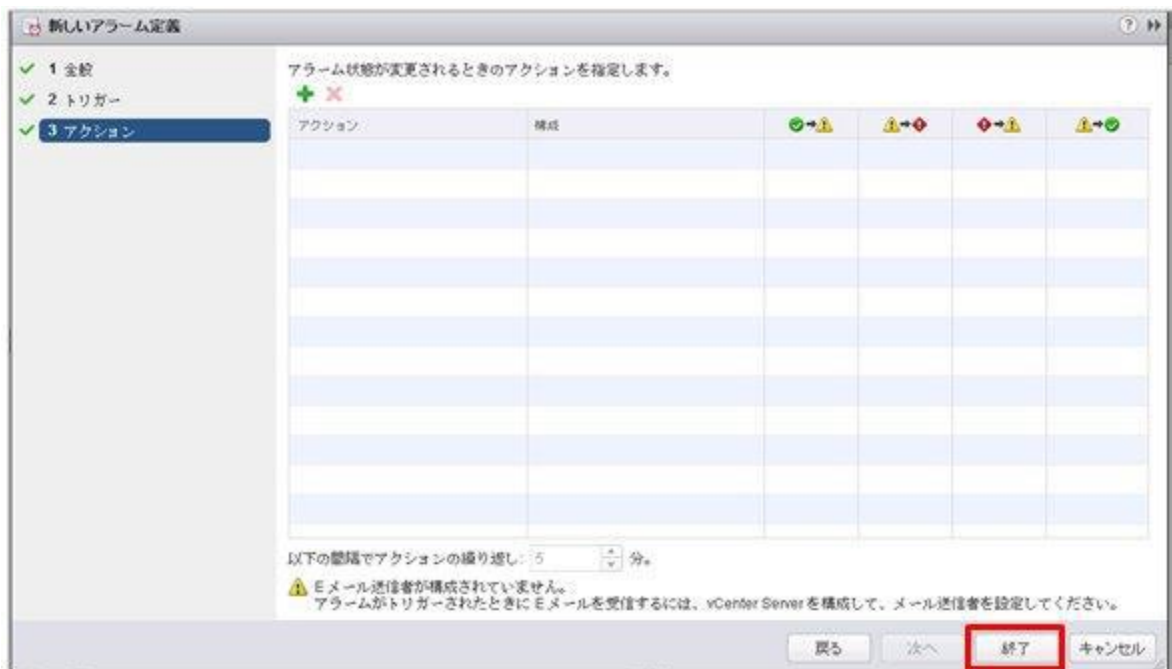 新しいアラーム定義
1 全般
2 トリガー
3 アクション
アラーム状態が変更されるときのアクションを指定します。
アクション
構成
以下の間隔でアクションの繰り返し: 5 分。
Eメール送信者が構成されていません。
アラームがトリガーされたときにEメールを受信するには、vCenter Serverを構成して、メール送信者を設定してください。
戻る
次へ
終了
キャンセル